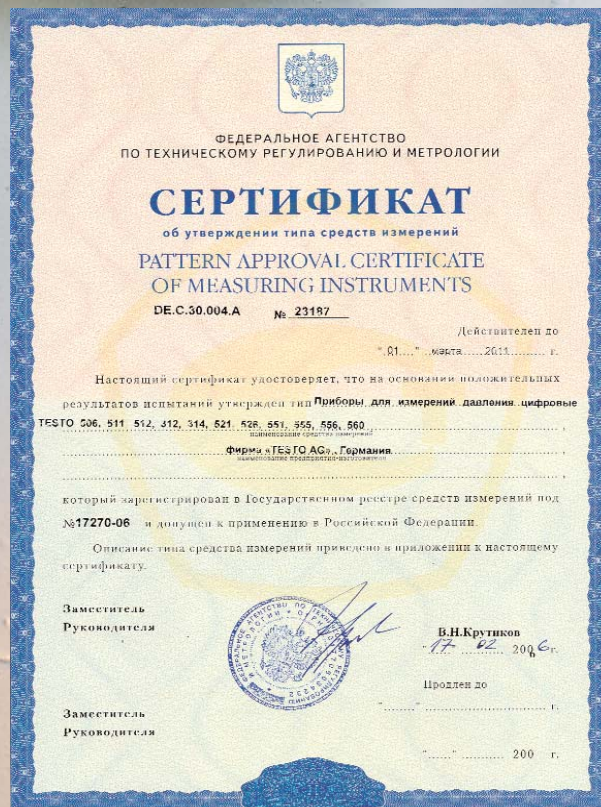 ФЕДЕРАЛЬНОЕ АГЕНТСТВО
ПО ТЕХНИЧЕСКОМУ РЕГУЛИРОВАНИЮ И МЕТРОЛОГИИ
СЕРТИФИКАТ
об утверждении типа средств измерений
PATTERN APPROVAL CERTIFICATE
OF MEASURING INSTRUMENTS
DE.C.30.004.A № 23187
Действителен до
"01" марта 2011 г.
Настоящий сертификат удостоверяет, что на основании положительных
результатов испытаний утвержден тип Приборы для измерений давления цифровые
TESTO 506, 511, 512, 312, 314, 521, 526, 551, 555, 556, 560
наименование средства измерений
фирма «TESTO AG», Германия
наименование предприятия-изготовителя
который зарегистрирован в Государственном реестре средств измерений под
№17270-06 и допущен к применению в Российской Федерации.
Описание типа средства измерений приведено в приложении к настоящему
сертификату.
Заместитель
Руководителя
В.Н.Крутиков
17 02 2006г.
Продлен до
"......" ............ г.
Заместитель
Руководителя
"......" ............ 200 г.